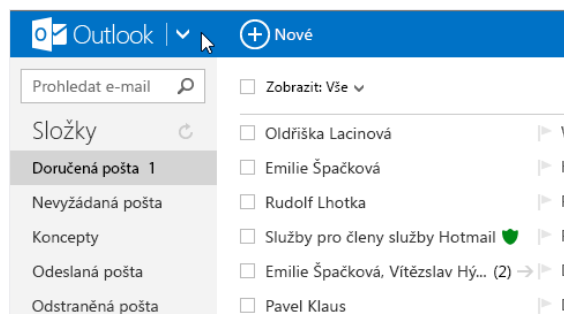 Outlook
Nové
Prohledat e-mail
Zobrazit: Vše
Složky
Oldřiška Lacinová
Doručená pošta 1
Emilie Špačková
Nevyžádaná pošta
Rudolf Lhotka
Koncepty
Služby pro členy služby Hotmail
Odeslaná pošta
Emilie Špačková, Vítězslav Hý... (2)
Odstraněná pošta
Pavel Klaus